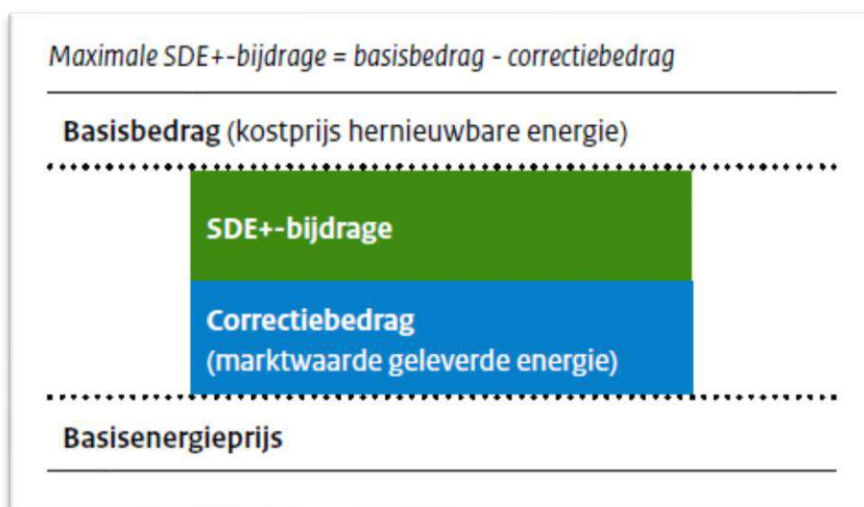 Maximale SDE+-bijdrage = basisbedrag - correctiebedrag
Basisbedrag (kostprijs hernieuwbare energie)
SDE+-bijdrage
Correctiebedrag
(marktwaarde geleverde energie)
Basisenergieprijs